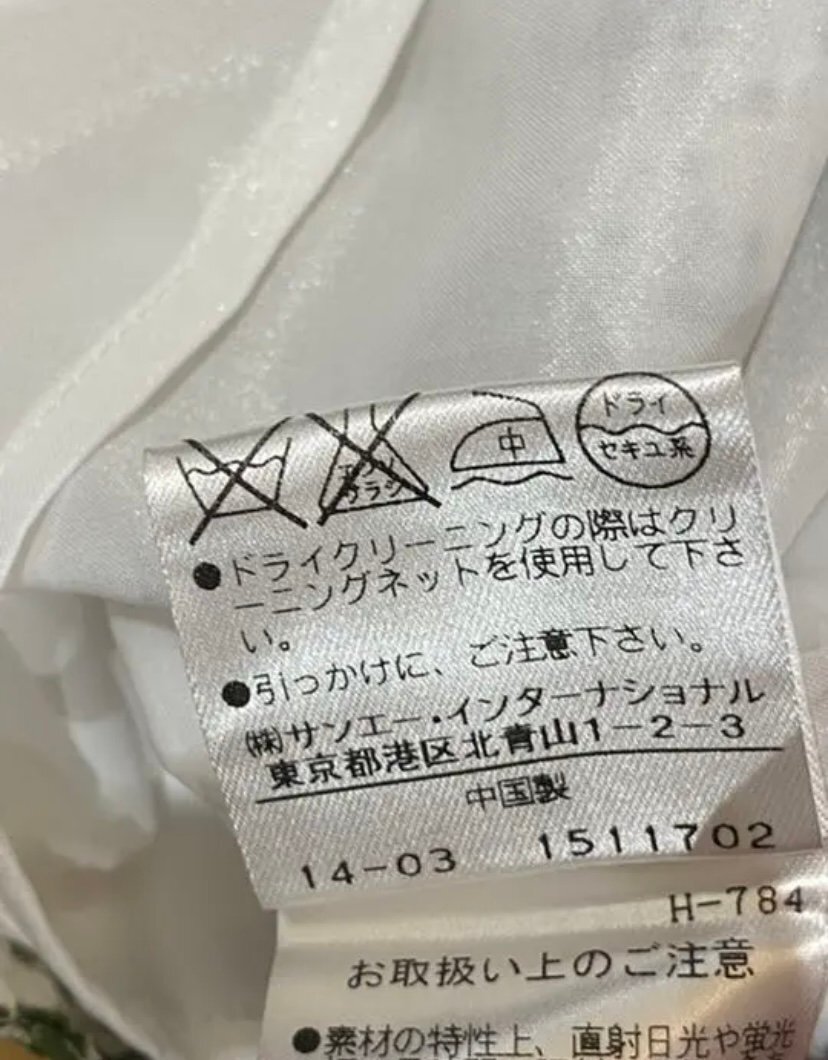 エンソ
サラシ
中
ドライ
セキユ系
●ドライクリーニングの際はクリ
ーニングネットを使用して下さ
い。
●引っかけに、ご注意下さい。
㈱サンエー・インターナショナル
東京都港区北青山1-2-3
中国製
14-03 1511702
H-784
お取扱い上のご注意
●素材の特性上、直射日光や蛍光